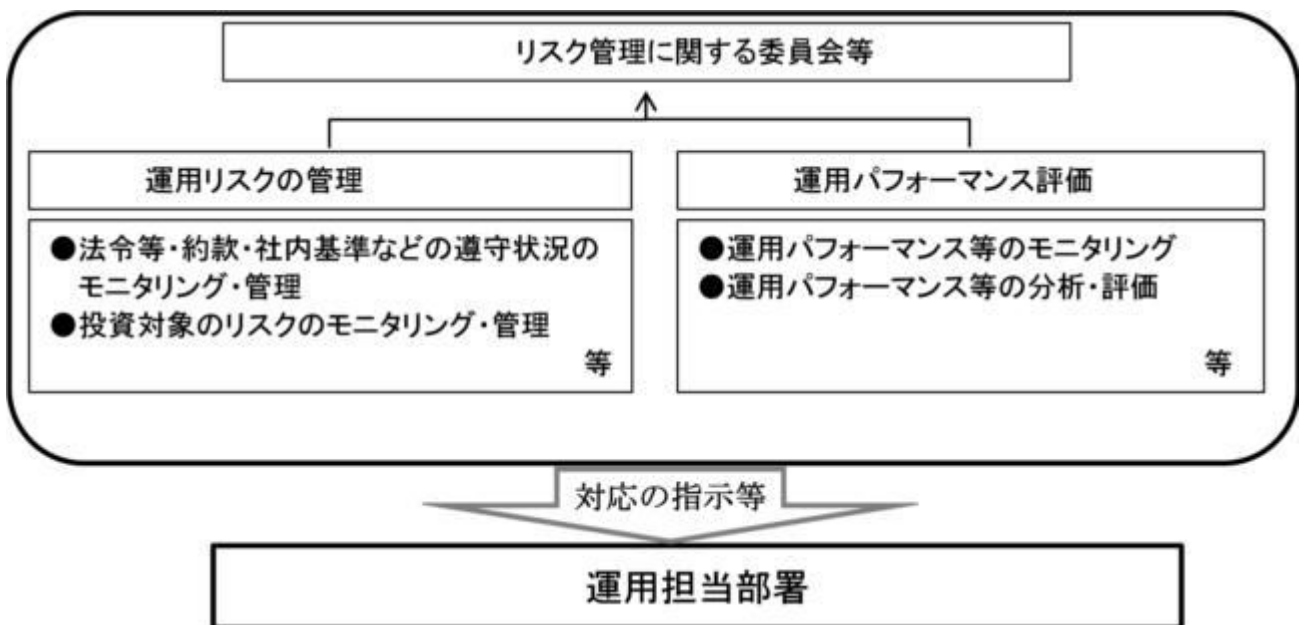 リスク管理に関する委員会等
運用リスクの管理
●法令等・約款・社内基準などの遵守状況の
モニタリング・管理
●投資対象のリスクのモニタリング・管理
等
運用パフォーマンス評価
●運用パフォーマンス等のモニタリング
●運用パフォーマンス等の分析・評価
等
対応の指示等
運用担当部署